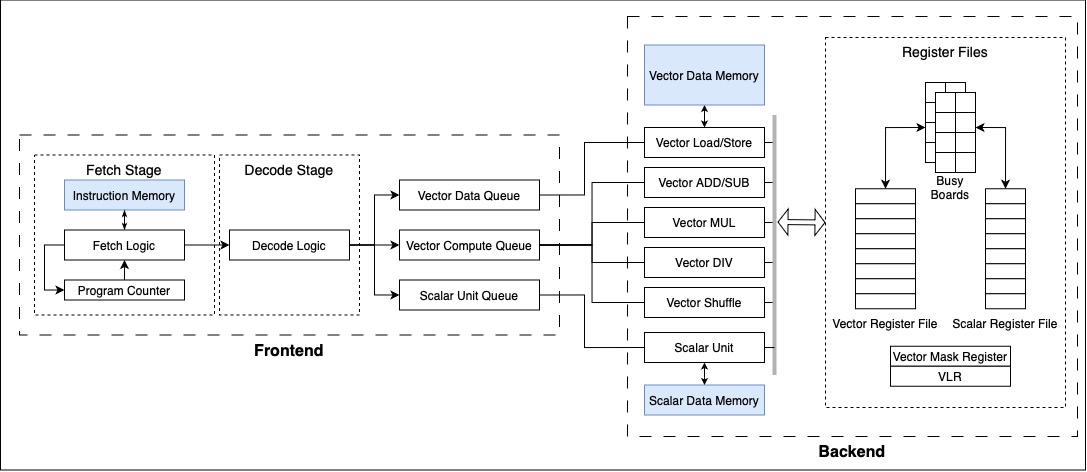 Fetch Stage
Instruction Memory
Fetch Logic
Program Counter
Decode Stage
Decode Logic
Vector Data Queue
Vector Compute Queue
Scalar Unit Queue
Frontend
Vector Data Memory
Vector Load/Store
Vector ADD/SUB
Vector MUL
Vector DIV
Vector Shuffle
Scalar Unit
Scalar Data Memory
Register Files
Busy
Boards
Vector Register File
Scalar Register File
Vector Mask Register
VLR
Backend